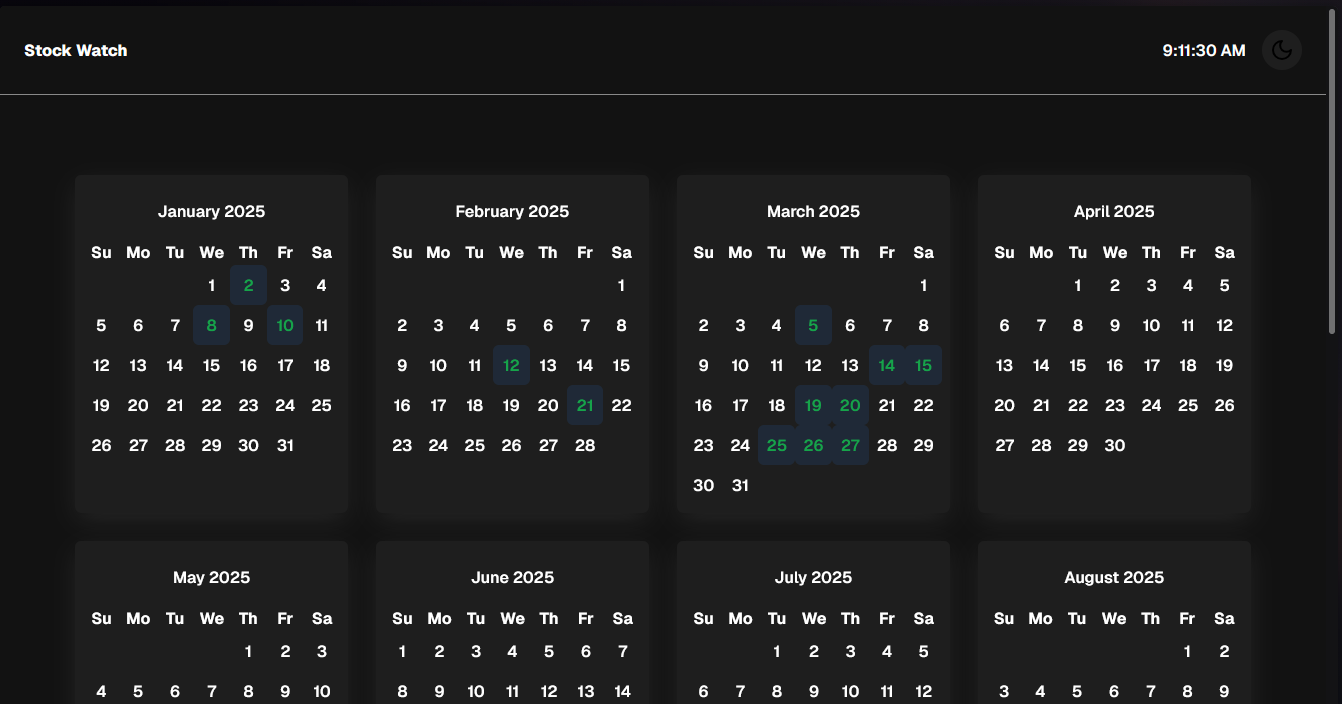 Stock Watch 9:11:30 AM
January 2025 February 2025 March 2025 April 2025
Su Mo Tu We Th Fr Sa Su Mo Tu We Th Fr Sa Su Mo Tu We Th Fr Sa Su Mo Tu We Th Fr Sa
1 2 3 4 1 1 1 2 3 4 5
5 6 7 8 9 10 11 2 3 4 5 6 7 8 2 3 4 5 6 7 8 6 7 8 9 10 11 12
12 13 14 15 16 17 18 9 10 11 12 13 14 15 9 10 11 12 13 14 15 13 14 15 16 17 18 19
19 20 21 22 23 24 25 16 17 18 19 20 21 22 16 17 18 19 20 21 22 20 21 22 23 24 25 26
26 27 28 29 30 31 23 24 25 26 27 28 23 24 25 26 27 28 29 27 28 29 30
30 31
May 2025 June 2025 July 2025 August 2025
Su Mo Tu We Th Fr Sa Su Mo Tu We Th Fr Sa Su Mo Tu We Th Fr Sa Su Mo Tu We Th Fr Sa
1 2 3 1 2 3 4 5 6 7 1 2 3 4 5 1 2
4 5 6 7 8 9 10 8 9 10 11 12 13 14 6 7 8 9 10 11 12 3 4 5 6 7 8 9